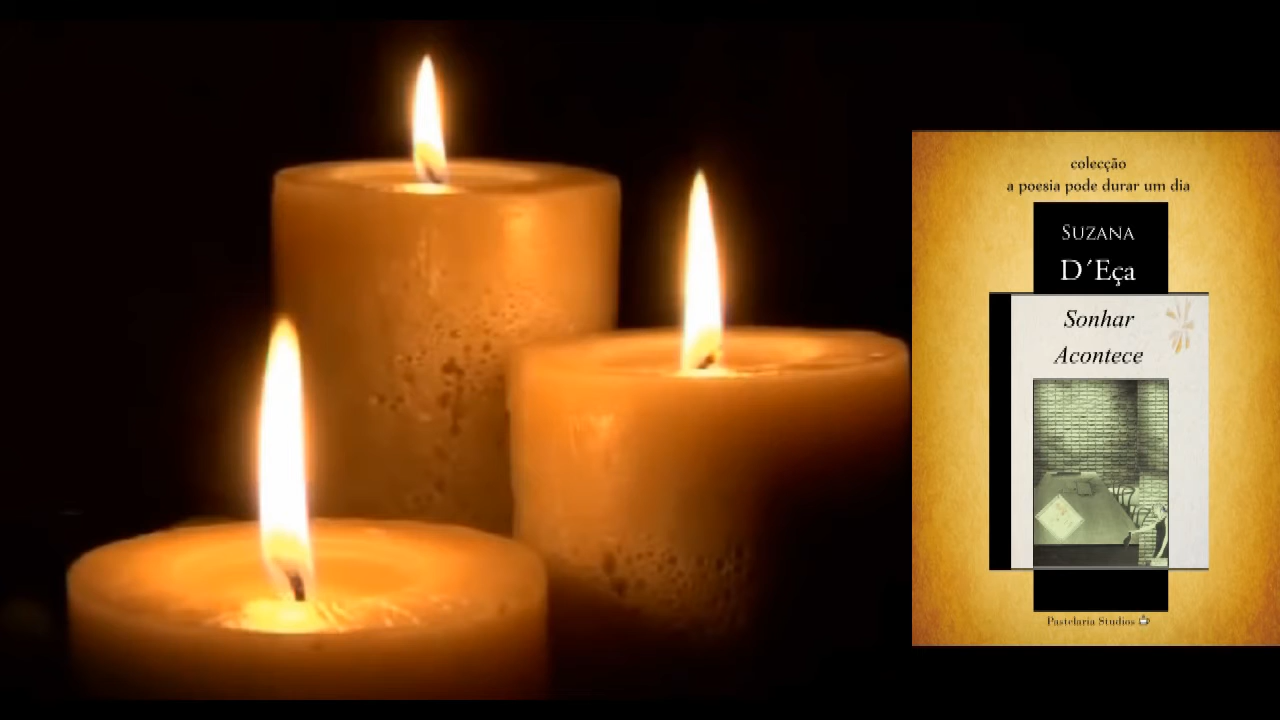 colecção
a poesia pode durar um dia
Suzana
D´Eça
Sonhar
Acontece
Pastelaria Studios